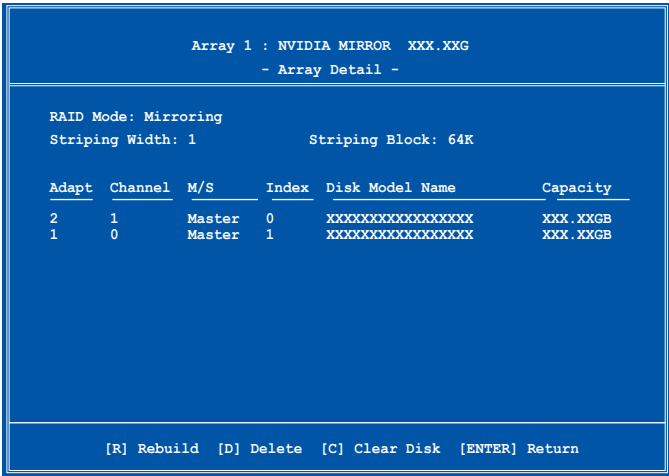 Array 1 : NVIDIA MIRROR  XXX.XXG
- Array Detail -
RAID Mode: Mirroring
Striping Width: 1    Striping Block: 64K
Adapt  Channel  M/S  Index  Disk Model Name  Capacity
2  1  Master  0  XXXXXXXXXXXXXXXXX  XXX.XXGB
1  0  Master  1  XXXXXXXXXXXXXXXXX  XXX.XXGB
[R] Rebuild  [D] Delete  [C] Clear Disk  [ENTER] Return